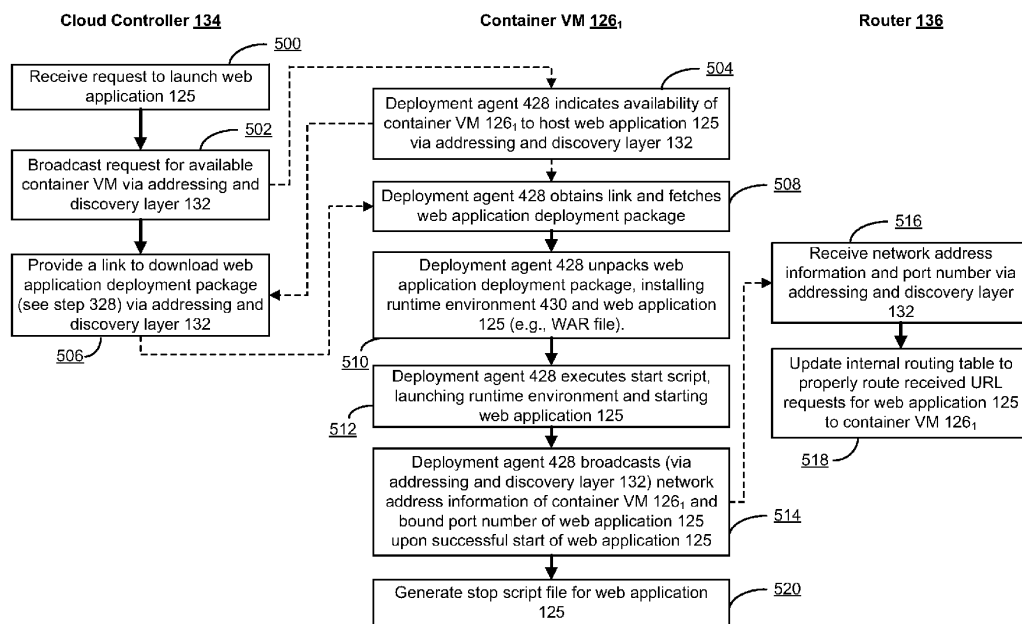 Cloud Controller 134
Container VM 126₁
Router 136
500
Receive request to launch web
application 125
502
Broadcast request for available
container VM via addressing and
discovery layer 132
504
Deployment agent 428 indicates availability of
container VM 126₁ to host web application 125
via addressing and discovery layer 132
Provide a link to download web
application deployment package
(see step 328) via addressing and
discovery layer 132
506
508
Deployment agent 428 obtains link and fetches
web application deployment package
Deployment agent 428 unpacks web
application deployment package, installing
runtime environment 430 and web application
125 (e.g., WAR file).
510
Deployment agent 428 executes start script,
launching runtime environment and starting
web application 125
512
Deployment agent 428 broadcasts (via
addressing and discovery layer 132) network
address information of container VM 126₁ and
bound port number of web application 125
upon successful start of web application 125
514
516
Receive network address
information and port number via
addressing and discovery layer
132
Update internal routing table to
properly route received URL
requests for web application 125
to container VM 126₁
518
Generate stop script file for web application
125
520